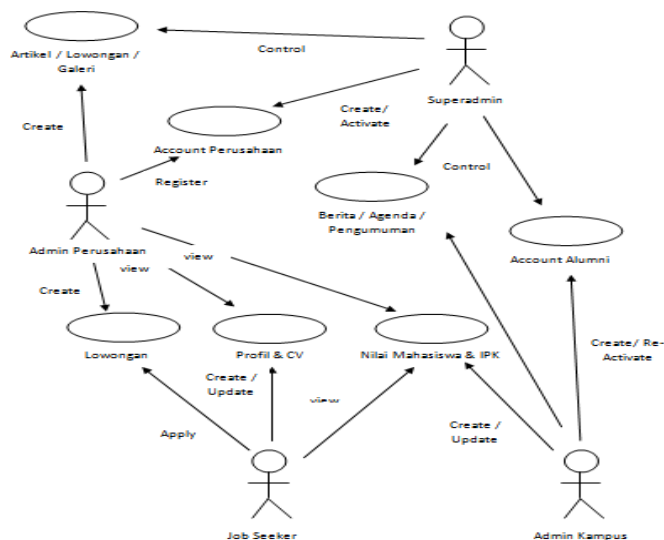 Control
Artikel / Lowongan /
Galeri
Superadmin
Create/
Activate
Create
Account Perusahaan
Register
Control
Berita / Agenda /
Pengumuman
Admin Perusahaan
view
view
Account Alumni
Create
Lowongan
Profil & CV
Nilai Mahasiswa & IPK
Create/ Re-
Activate
Create /
Update
view
Apply
Create /
Update
Job Seeker
Admin Kampus